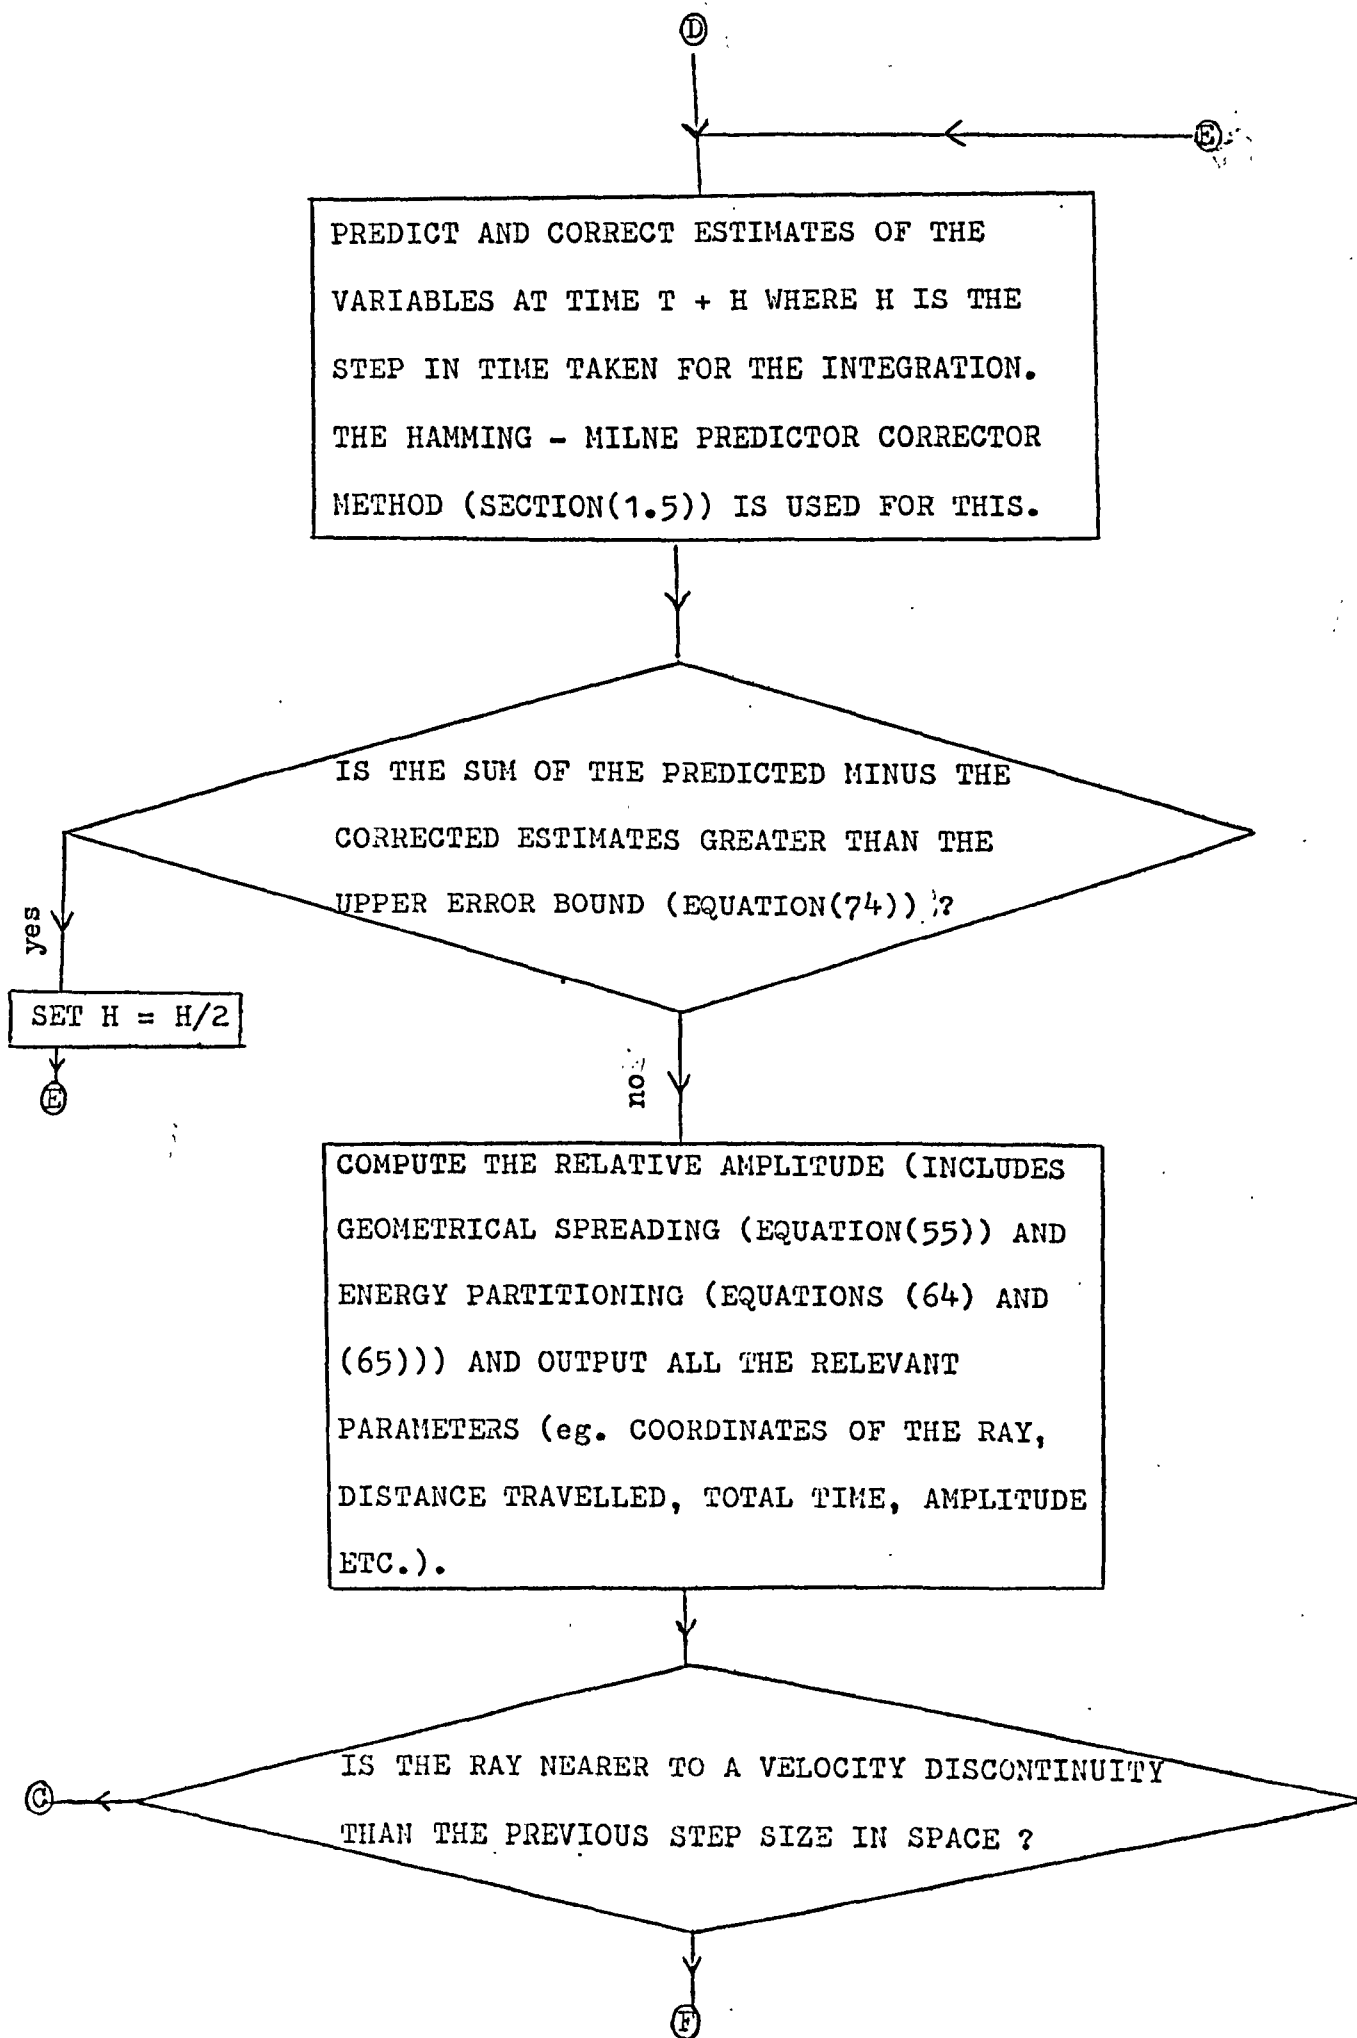 D
E
PREDICT AND CORRECT ESTIMATES OF THE
VARIABLES AT TIME T + H WHERE H IS THE
STEP IN TIME TAKEN FOR THE INTEGRATION.
THE HAMMING - MILNE PREDICTOR CORRECTOR
METHOD (SECTION(1.5)) IS USED FOR THIS.
IS THE SUM OF THE PREDICTED MINUS THE
CORRECTED ESTIMATES GREATER THAN THE
UPPER ERROR BOUND (EQUATION(74)) ?
yes
SET H = H/2
E
no
COMPUTE THE RELATIVE AMPLITUDE (INCLUDES
GEOMETRICAL SPREADING (EQUATION(55)) AND
ENERGY PARTITIONING (EQUATIONS (64) AND
(65))) AND OUTPUT ALL THE RELEVANT
PARAMETERS (eg. COORDINATES OF THE RAY,
DISTANCE TRAVELLED, TOTAL TIME, AMPLITUDE
ETC.).
IS THE RAY NEARER TO A VELOCITY DISCONTINUITY
THAN THE PREVIOUS STEP SIZE IN SPACE ?
C
F